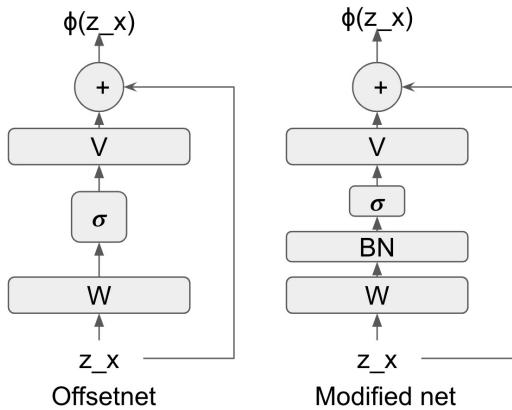 ϕ(z_x)
+
V
σ
W
z_x
Offsetnet
ϕ(z_x)
+
V
σ
BN
W
z_x
Modified net